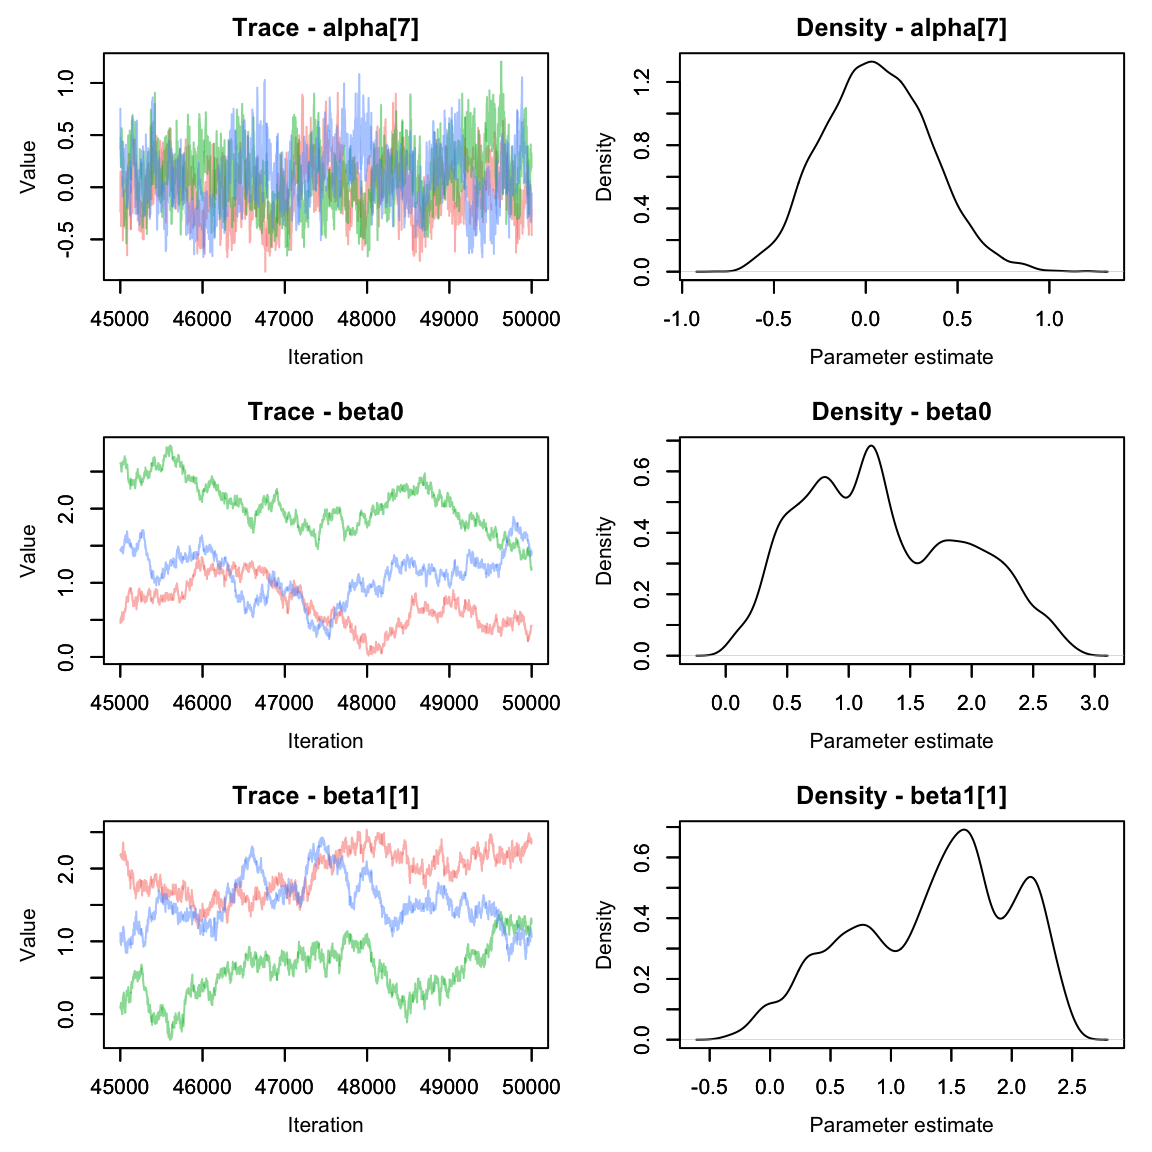 Trace - alpha[7]
Value
-0.5 0.0 0.5 1.0
45000 46000 47000 48000 49000 50000
Iteration
Density - alpha[7]
Density
0.0 0.4 0.8 1.2
-1.0 -0.5 0.0 0.5 1.0
Parameter estimate
Trace - beta0
Value
0.0 1.0 2.0
45000 46000 47000 48000 49000 50000
Iteration
Density - beta0
Density
0.0 0.2 0.4 0.6
0.0 0.5 1.0 1.5 2.0 2.5 3.0
Parameter estimate
Trace - beta1[1]
Value
0.0 1.0 2.0
45000 46000 47000 48000 49000 50000
Iteration
Density - beta1[1]
Density
0.0 0.2 0.4 0.6
-0.5 0.0 0.5 1.0 1.5 2.0 2.5
Parameter estimate